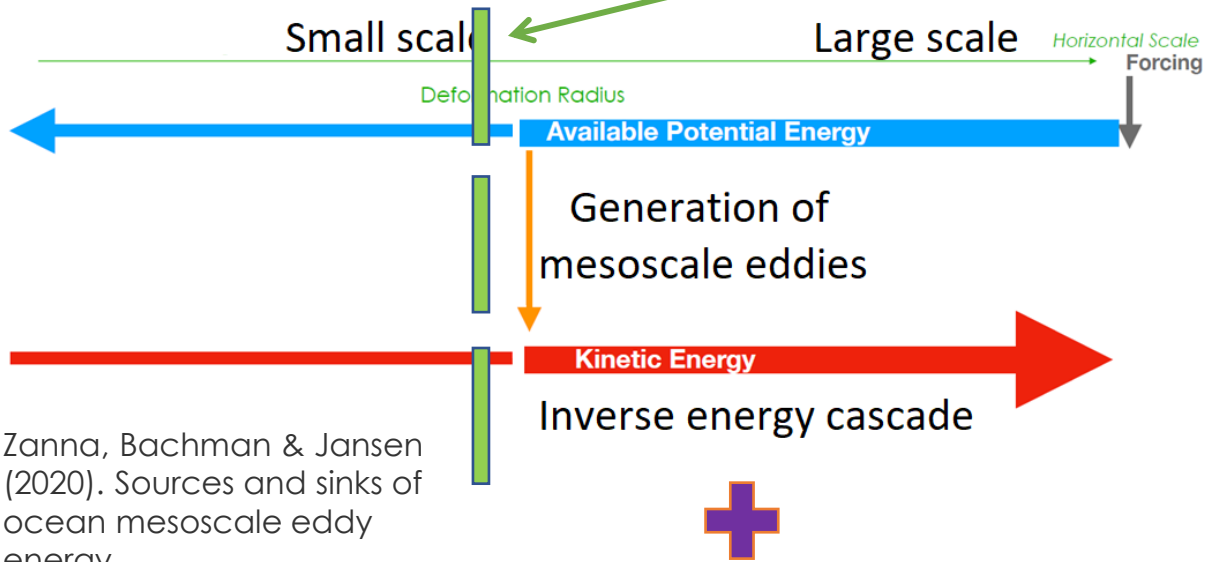 Small scale
Large scale
Horizontal Scale
Forcing
Deformation Radius
Available Potential Energy
Generation of
mesoscale eddies
Kinetic Energy
Inverse energy cascade
Zanna, Bachman & Jansen
(2020). Sources and sinks of
ocean mesoscale eddy
energy